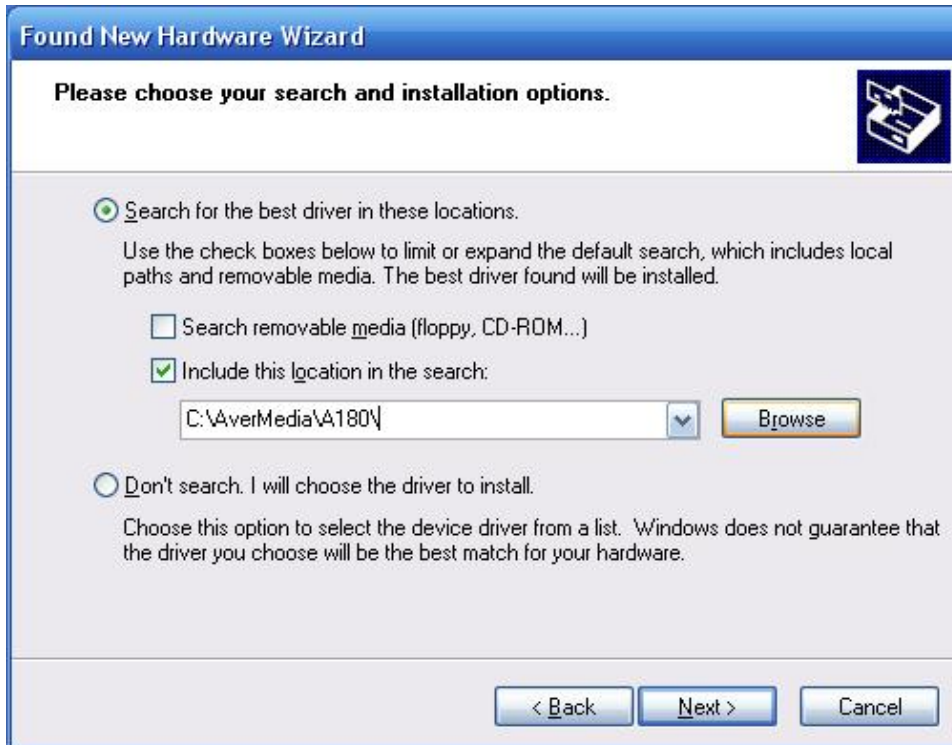 Found New Hardware Wizard
Please choose your search and installation options.
Search for the best driver in these locations.
Use the check boxes below to limit or expand the default search, which includes local
paths and removable media. The best driver found will be installed.
Search removable media (floppy, CD-ROM...)
Include this location in the search:
C:\AverMedia\A180\
Browse
Don't search. I will choose the driver to install.
Choose this option to select the device driver from a list. Windows does not guarantee that
the driver you choose will be the best match for your hardware.
< Back Next > Cancel